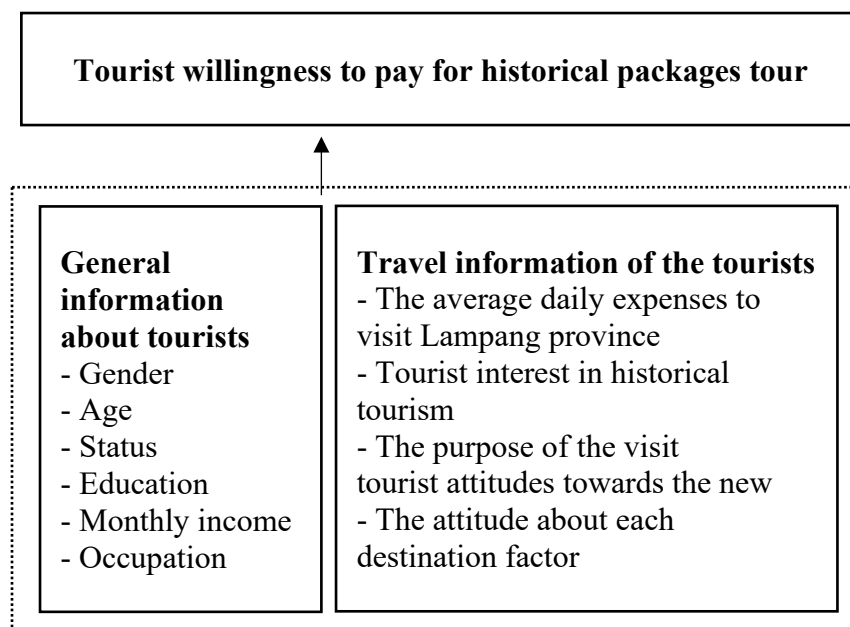 Tourist willingness to pay for historical packages tour
General
information
about tourists
- Gender
- Age
- Status
- Education
- Monthly income
- Occupation
Travel information of the tourists
- The average daily expenses to
visit Lampang province
- Tourist interest in historical
tourism
- The purpose of the visit
tourist attitudes towards the new
- The attitude about each
destination factor